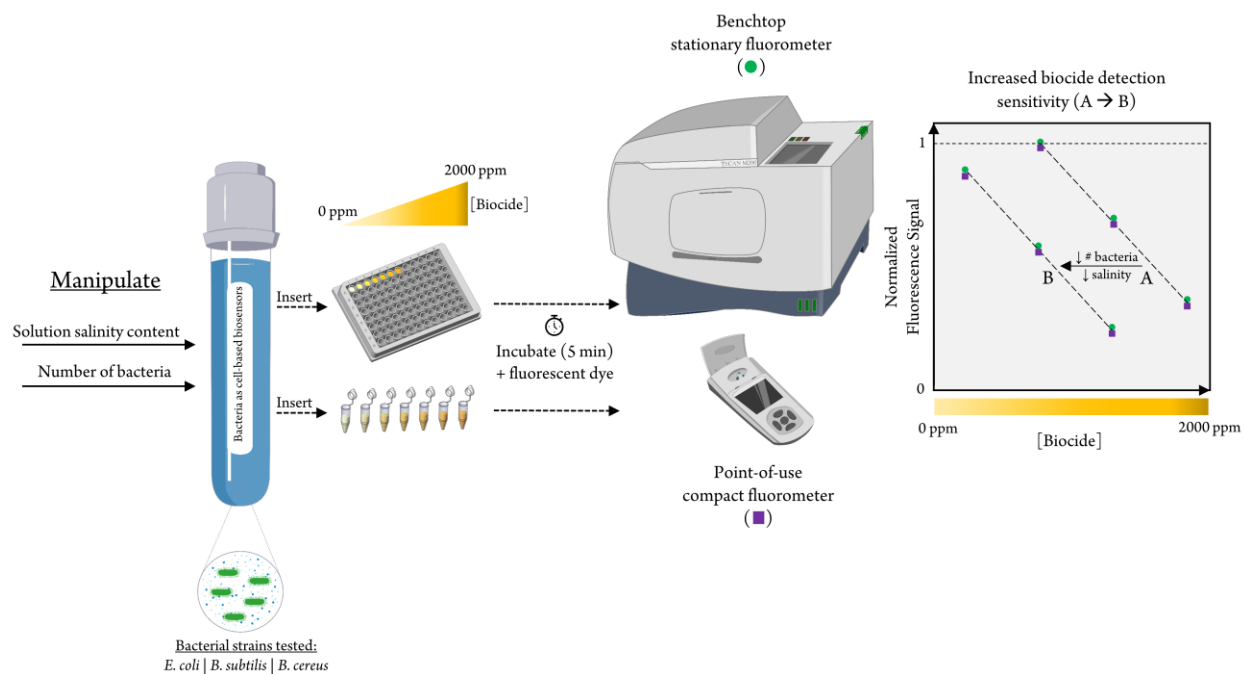 Manipulate
Solution salinity content
Number of bacteria
Bacteria as cell-based biosensors
Bacterial strains tested:
E. coli | B. subtilis | B. cereus
0 ppm
2000 ppm
[Biocide]
Insert
Insert
Incubate (5 min)
+ fluorescent dye
Benchtop
stationary fluorometer
(●)
Point-of-use
compact fluorometer
(■)
Increased biocide detection
sensitivity (A → B)
Normalized
Fluorescence Signal
1
0
↓ # bacteria
↓ salinity
B
A
0 ppm
2000 ppm
[Biocide]